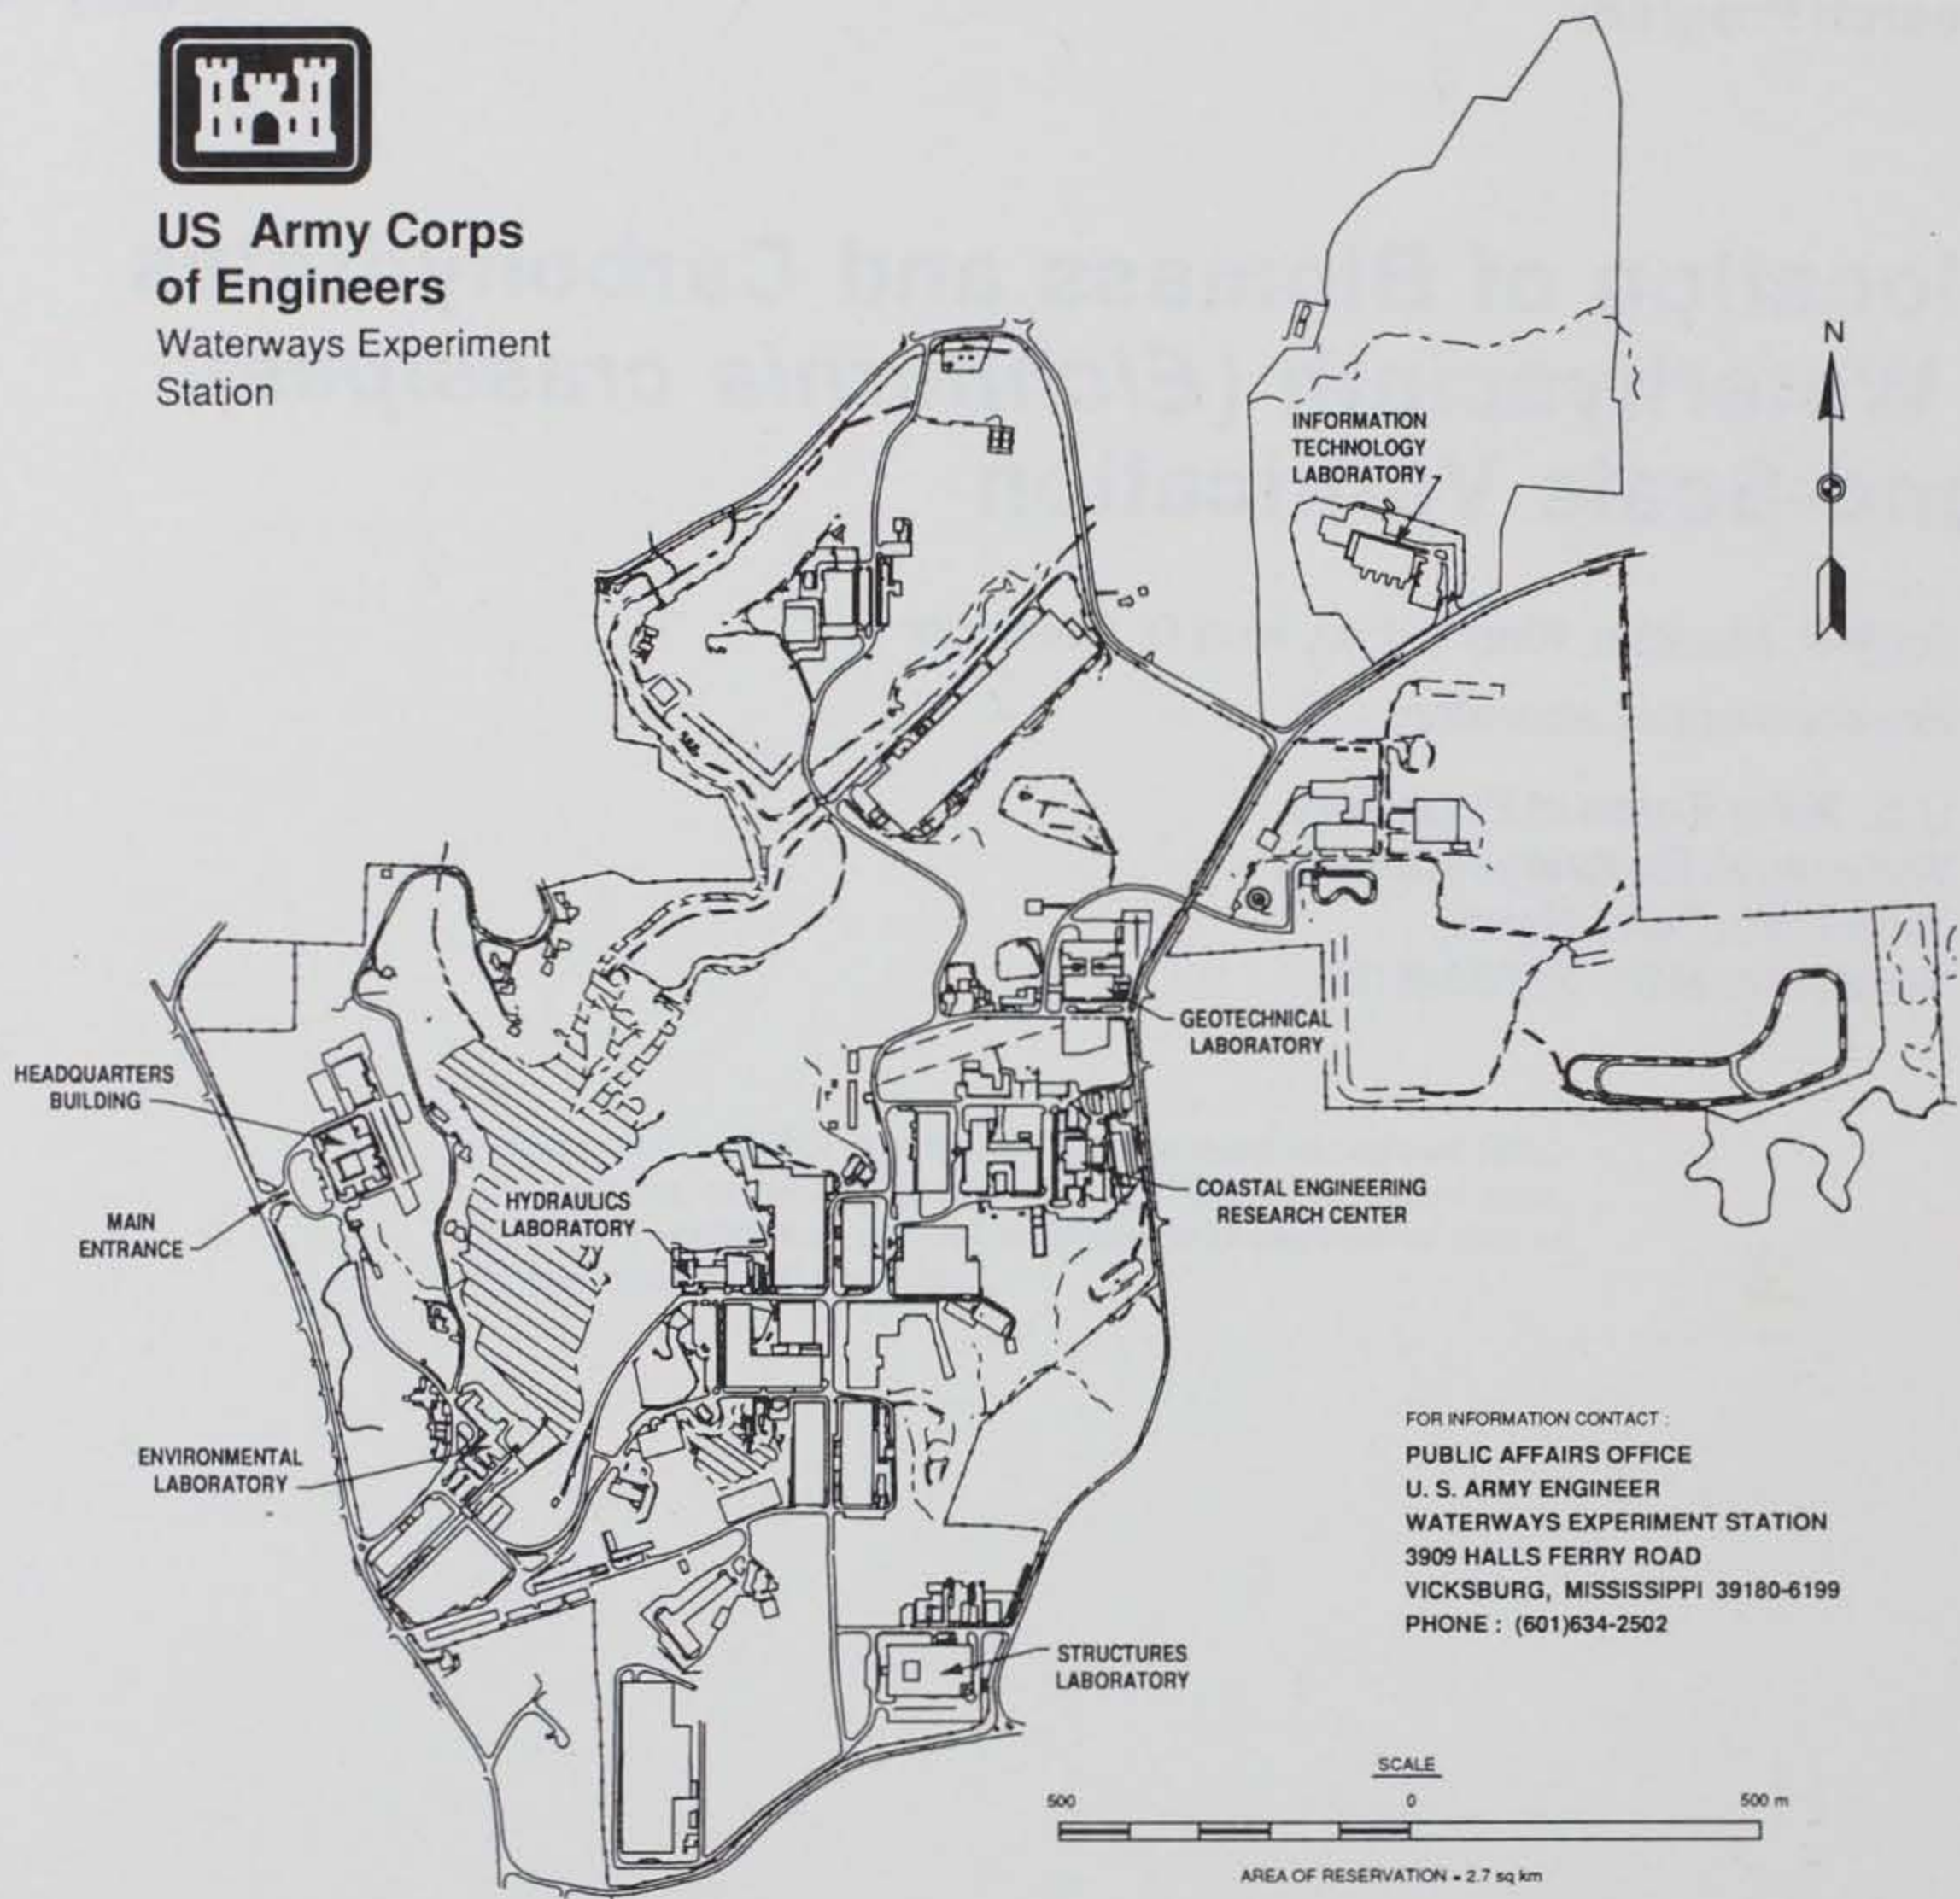 US Army Corps
of Engineers
Waterways Experiment
Station
N
INFORMATION
TECHNOLOGY
LABORATORY
GEOTECHNICAL
LABORATORY
HEADQUARTERS
BUILDING
HYDRAULICS
LABORATORY
COASTAL ENGINEERING
RESEARCH CENTER
MAIN
ENTRANCE
ENVIRONMENTAL
LABORATORY
STRUCTURES
LABORATORY
FOR INFORMATION CONTACT :
PUBLIC AFFAIRS OFFICE
U. S. ARMY ENGINEER
WATERWAYS EXPERIMENT STATION
3909 HALLS FERRY ROAD
VICKSBURG, MISSISSIPPI 39180-6199
PHONE : (601)634-2502
SCALE
500 0 500 m
AREA OF RESERVATION = 2.7 sq km